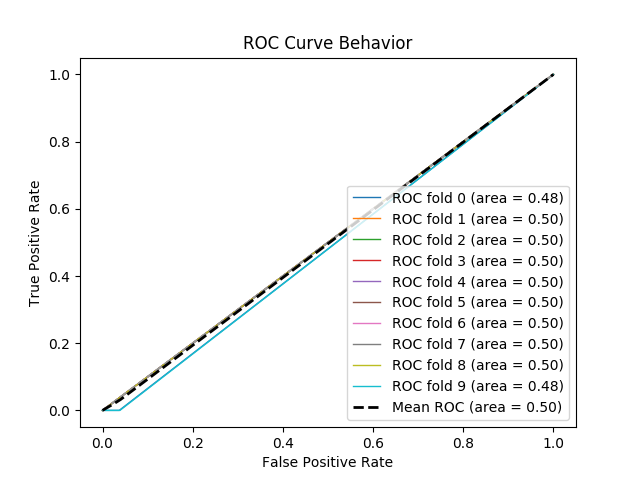 ROC Curve Behavior
True Positive Rate
1.0
0.8
0.6
0.4
0.2
0.0
ROC fold 0 (area = 0.48)
ROC fold 1 (area = 0.50)
ROC fold 2 (area = 0.50)
ROC fold 3 (area = 0.50)
ROC fold 4 (area = 0.50)
ROC fold 5 (area = 0.50)
ROC fold 6 (area = 0.50)
ROC fold 7 (area = 0.50)
ROC fold 8 (area = 0.50)
ROC fold 9 (area = 0.48)
Mean ROC (area = 0.50)
0.0 0.2 0.4 0.6 0.8 1.0
False Positive Rate